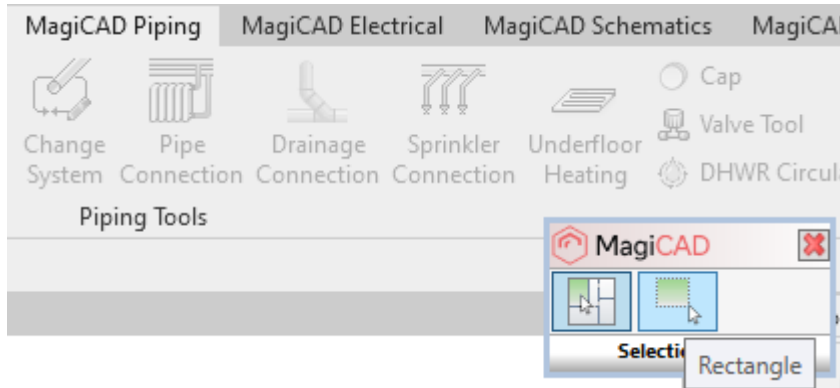 MagiCAD Piping MagiCAD Electrical MagiCAD Schematics
Cap
Valve Tool
Change Pipe Drainage Sprinkler Underfloor
System Connection Connection Connection Heating
DHWR
Piping Tools
MagiCAD
Rectangle